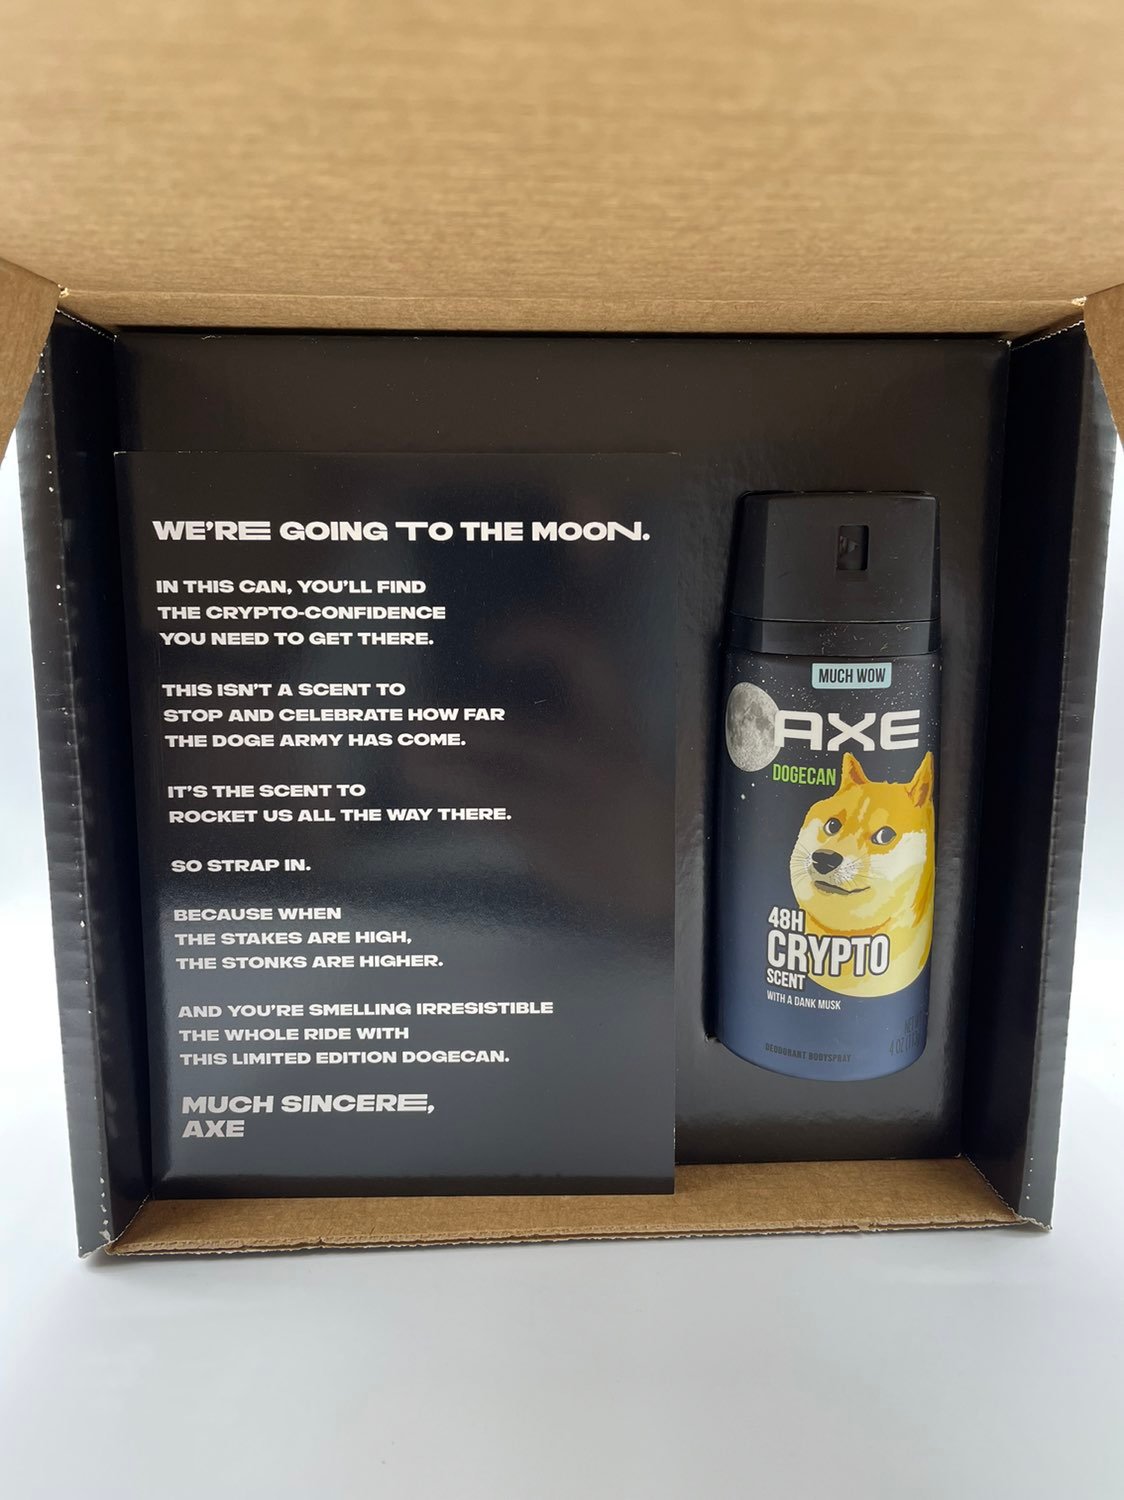 WE'RE GOING TO THE MOON.
IN THIS CAN, YOU'LL FIND
THE CRYPTO-CONFIDENCE
YOU NEED TO GET THERE.
THIS ISN'T A SCENT TO
STOP AND CELEBRATE HOW FAR
THE DOGE ARMY HAS COME.
IT'S THE SCENT TO
ROCKET US ALL THE WAY THERE.
SO STRAP IN.
BECAUSE WHEN
THE STAKES ARE HIGH,
THE STONKS ARE HIGHER.
AND YOU'RE SMELLING IRRESISTIBLE
THE WHOLE RIDE WITH
THIS LIMITED EDITION DOGECAN.
MUCH SINCERE,
AXE
MUCH WOW
AXE
DOGECAN
48H
CRYPTO
SCENT
WITH A DANK MUSK
DEODORANT BODYSPRAY
4 OZ